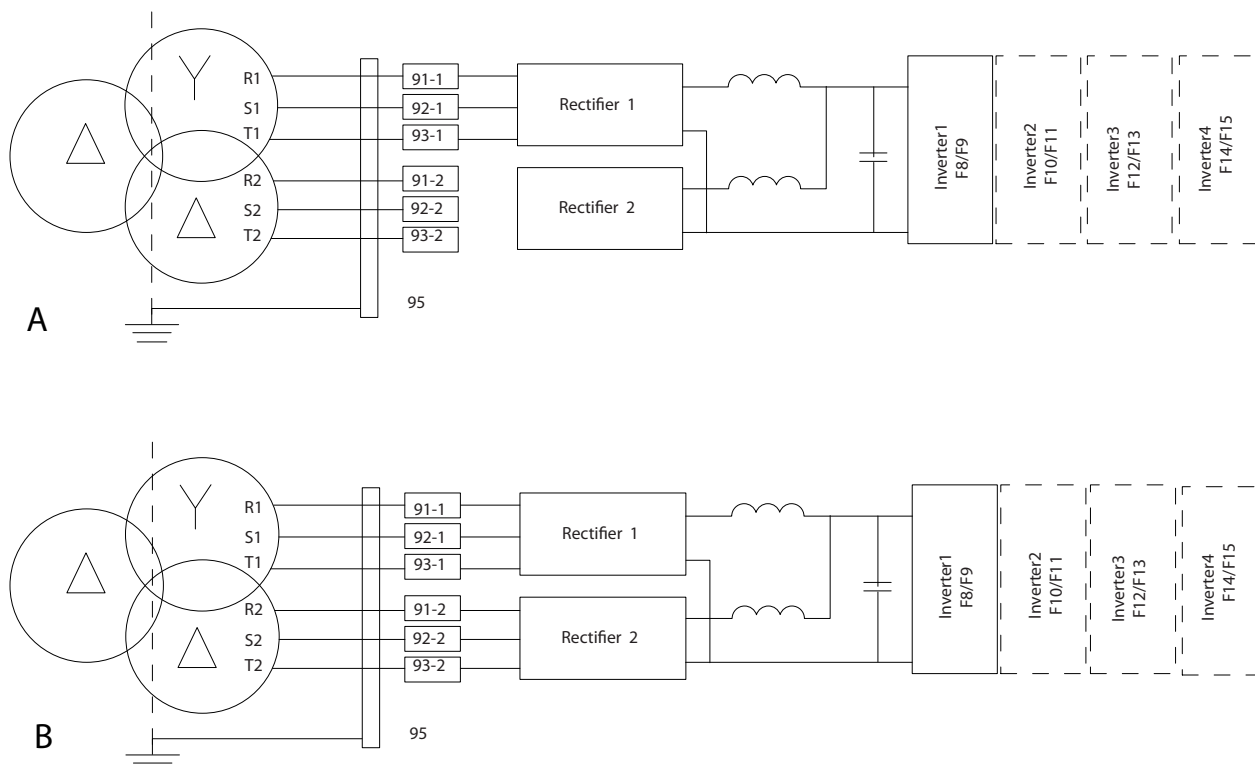 R1
91-1
S1
92-1
Rectifier 1
T1
93-1
R2
91-2
S2
92-2
Rectifier 2
T2
93-2
95
Inverter1
F8/F9
Inverter2
F10/F11
Inverter3
F12/F13
Inverter4
F14/F15
A
R1
91-1
S1
92-1
Rectifier 1
T1
93-1
R2
91-2
S2
92-2
Rectifier 2
T2
93-2
95
Inverter1
F8/F9
Inverter2
F10/F11
Inverter3
F12/F13
Inverter4
F14/F15
B